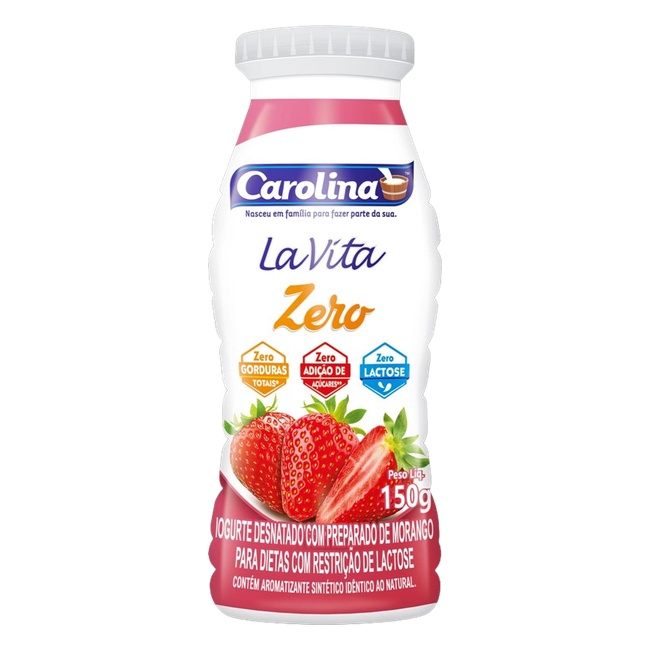 Carolina
Nasceu em família para fazer parte da sua.
La Vita
Zero
Zero
GORDURAS
TOTAIS*
Zero
ADIÇÃO DE
AÇÚCARES**
Zero
LACTOSE
Peso Líq.
150g
IOGURTE DESNATADO COM PREPARADO DE MORANGO
PARA DIETAS COM RESTRIÇÃO DE LACTOSE
CONTÉM AROMATIZANTE SINTÉTICO IDÊNTICO AO NATURAL.